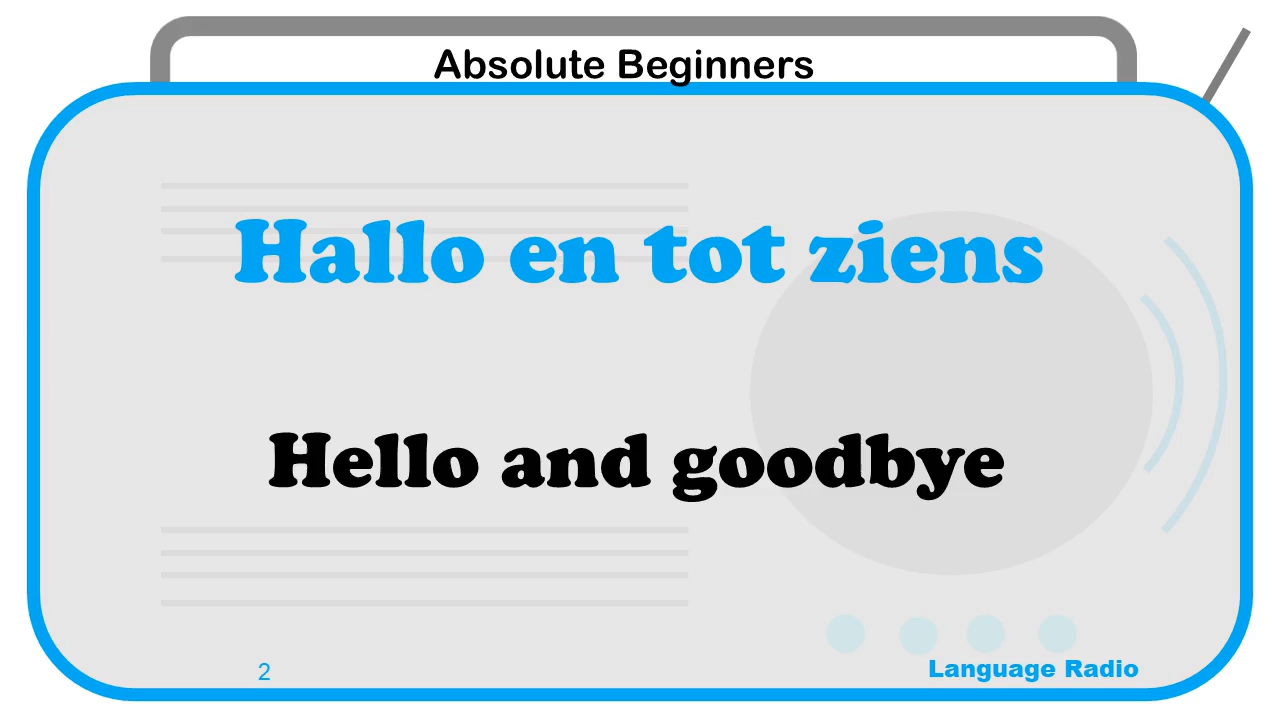 Absolute Beginners
Hallo en tot ziens
Hello and goodbye
2
Language Radio